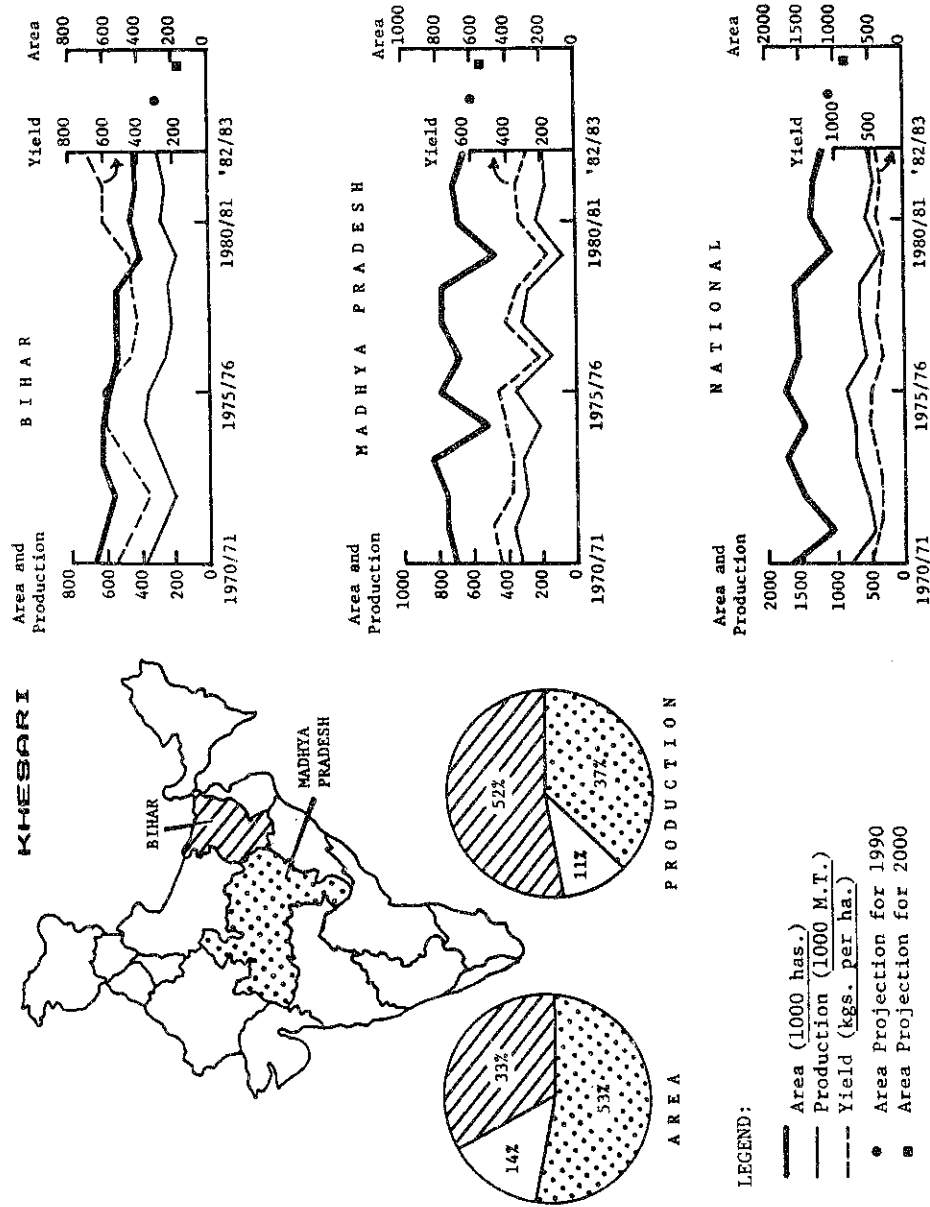 KHESARI
BIHAR
MADHYA
PRADESH
33%
14%
53%
AREA
52%
11%
37%
PRODUCTION
LEGEND:
Area (1000 has.)
Production (1000 M.T.)
Yield (kgs. per ha.)
Area Projection for 1990
Area Projection for 2000
BIHAR
Area and
Production
800
600
400
200
0
1970/71
1975/76
1980/81
'82/83
Yield
800
600
400
200
Area
800
600
400
200
0
MADHYA PRADESH
Area and
Production
1000
800
600
400
200
0
1970/71
1975/76
1980/81
'82/83
Yield
600
400
200
Area
1000
800
600
400
200
0
NATIONAL
Area and
Production
2000
1500
1000
500
0
1970/71
1975/76
1980/81
'82/83
Yield
1000
500
Area
2000
1500
1000
500
0